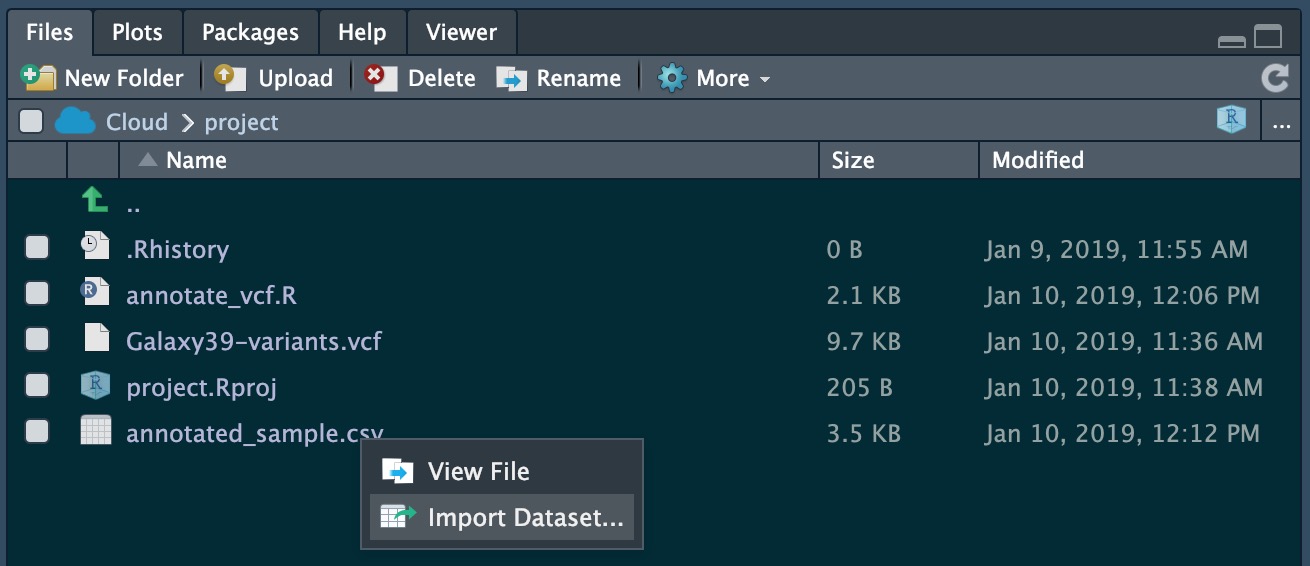 Files Plots Packages Help Viewer
New Folder Upload Delete Rename More
Cloud project R ...
Name Size Modified
..
.Rhistory 0 B Jan 9, 2019, 11:55 AM
R annotate_vcf.R 2.1 KB Jan 10, 2019, 12:06 PM
Galaxy39-variants.vcf 9.7 KB Jan 10, 2019, 11:36 AM
R project.Rproj 205 B Jan 10, 2019, 11:38 AM
annotated_sample.csv 3.5 KB Jan 10, 2019, 12:12 PM
View File
Import Dataset...